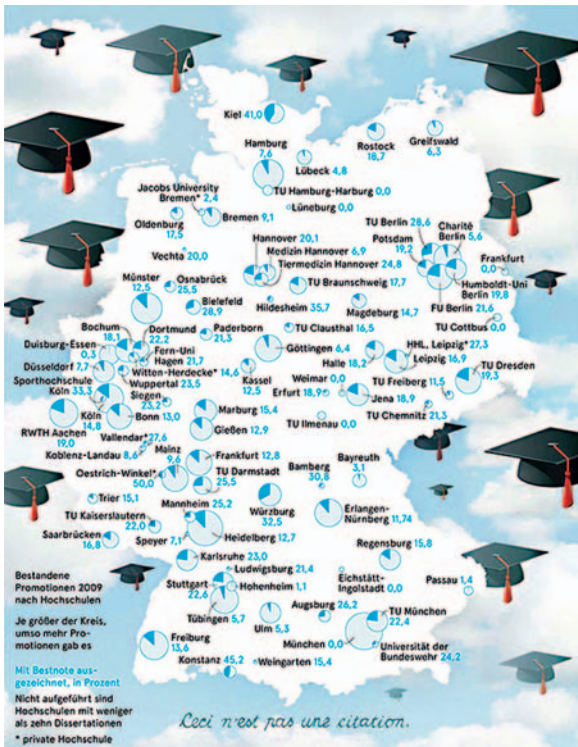 Kiel 41,0
Hamburg
7,6
Lübeck 4,8
Rostock
18,7
Greifswald
6,3
TU Hamburg-Harburg 0,0
Jacobs University
Bremen* 2,4
Lüneburg 0,0
Bremen 9,1
Oldenburg
17,5
Vechta 20,0
Hannover 20,1
Medizin Hannover 6,9
Tiermedizin Hannover 24,8
TU Berlin 28,6
Potsdam
19,2
Charité
Berlin 5,6
Frankfurt
0,0
Humboldt-Uni
Berlin 19,8
FU Berlin 21,6
TU Cottbus 0,0
Münster
12,5
Osnabrück
25,5
Bielefeld
28,9
TU Braunschweig 17,7
Hildesheim 35,7
Magdeburg
14,7
Bochum
18,1
Dortmund
22,2
Paderborn
21,3
TU Clausthal 16,5
HHL, Leipzig* 27,3
Leipzig 16,9
Duisburg-Essen
0,3
Fern-Uni
Hagen 21,7
Göttingen 6,4
Halle 18,2
TU Dresden
19,3
Düsseldorf 7,7
Witten-Herdecke* 14,6
Wuppertal 23,5
Kassel
12,5
Weimar 0,0
Erfurt 18,9
Jena 18,9
TU Freiberg 11,5
TU Chemnitz 21,3
Sporthochschule
Köln 33,3
Siegen
23,2
Köln
14,8
Bonn 13,0
Marburg 15,4
TU Ilmenau 0,0
RWTH Aachen
19,0
Gießen 12,9
Vallendar* 27,6
Koblenz-Landau 8,6
Mainz
9,6
Frankfurt 12,8
Oestrich-Winkel*
50,0
TU Darmstadt
25,5
Bamberg
30,8
Bayreuth
3,1
Trier 15,1
Mannheim
25,2
Würzburg
32,5
Erlangen-
Nürnberg 11,74
TU Kaiserslautern
22,0
Saarbrücken
16,8
Speyer 7,1
Heidelberg 12,7
Regensburg 15,8
Karlsruhe 23,0
Ludwigsburg 21,4
Stuttgart
22,6
Hohenheim 1,1
Eichstätt-
Ingolstadt 0,0
Passau 1,4
Tübingen 5,7
Ulm 5,3
Augsburg 26,2
TU München
22,4
München 0,0
Universität der
Bundeswehr 24,2
Freiburg
13,6
Konstanz 45,2
Weingarten 15,4
Bestandene
Promotionen 2009
nach Hochschulen
Je größer der Kreis,
umso mehr Pro-
motionen gab es
Mit Bestnote aus-
gezeichnet, in Prozent
Nicht aufgeführt sind
Hochschulen mit weniger
als zehn Dissertationen
* private Hochschule
Ceci n'est pas une citation.